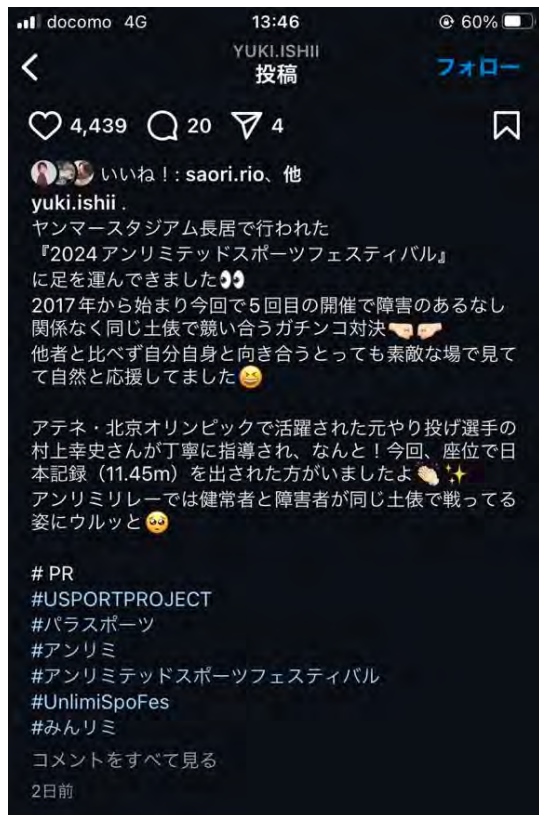 docomo 4G 13:46 60%
YUKI.ISHII
投稿
フォロー
4,439 20 4
いいね！: saori.rio、他
yuki.ishii .
ヤンマースタジアム長居で行われた
『2024アンリミテッドスポーツフェスティバル』
に足を運んできました👀
2017年から始まり今回で5回目の開催で障害のあるなし
関係なく同じ土俵で競い合うガチンコ対決🤜🏻🤛🏻
他者と比べず自分自身と向き合うとっても素敵な場で見て
て自然と応援してました😆
アテネ・北京オリンピックで活躍された元やり投げ選手の
村上幸史さんが丁寧に指導され、なんと！今回、座位で日
本記録（11.45m）を出された方がいましたよ👏🏻✨
アンリミリレーでは健常者と障害者が同じ土俵で戦ってる
姿にウルッと🥺
# PR
#USPORTPROJECT
#パラスポーツ
#アンリミ
#アンリミテッドスポーツフェスティバル
#UnlimiSpoFes
#みんリミ
コメントをすべて見る
2日前